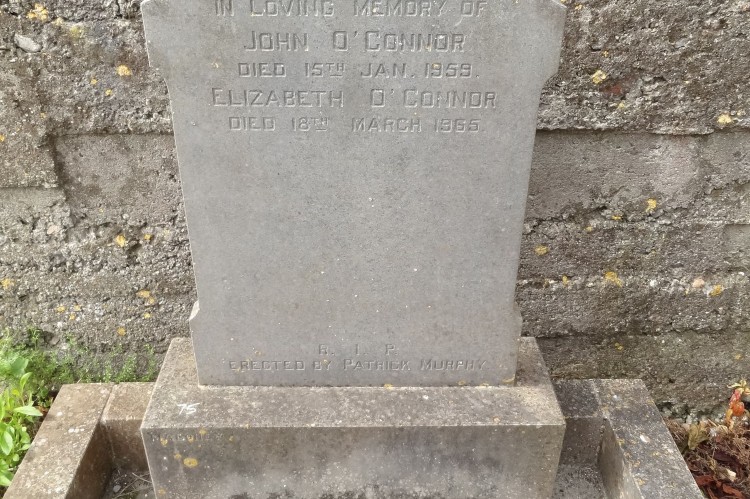 IN LOVING MEMORY OF
JOHN O'CONNOR
DIED 15TH JAN. 1959.
ELIZABETH O'CONNOR
DIED 18TH MARCH 1965.
R. I. P.
ERECTED BY PATRICK MURPHY
75